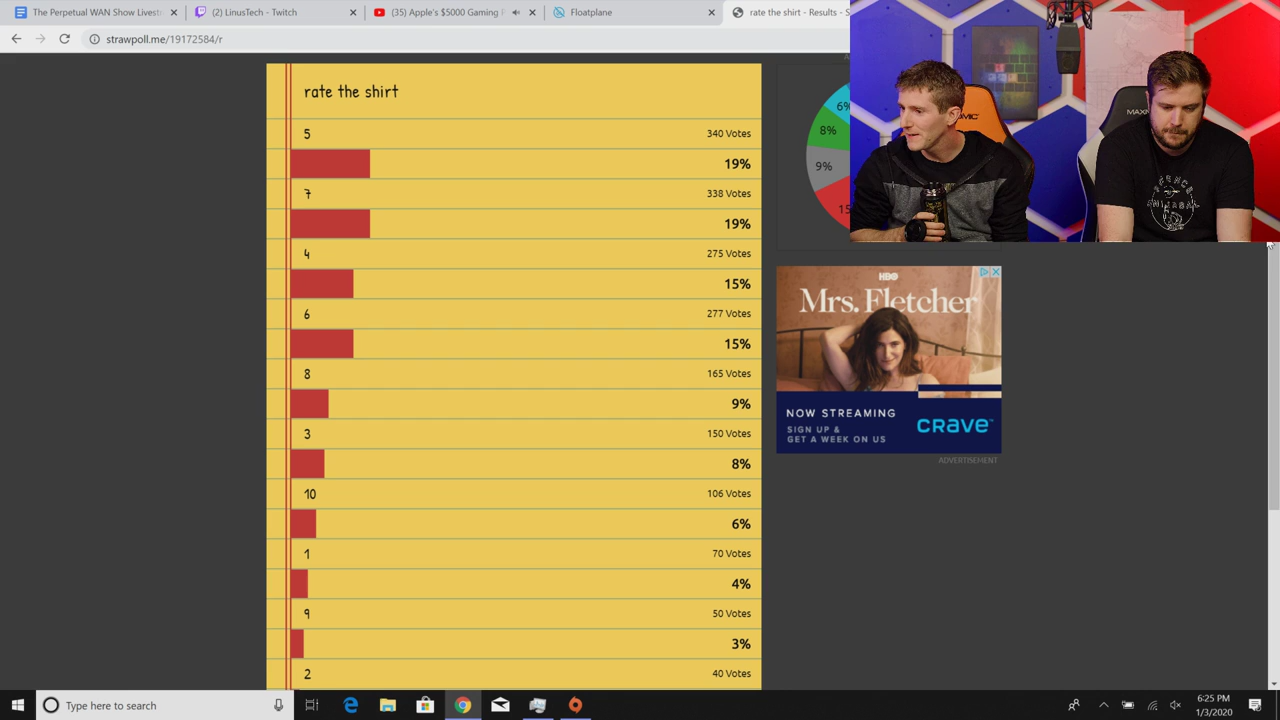 The Perpetual WAN Show Livest
(2) LinusTech - Twitch
(35) Apple's $5000 Gaming
Floatplane
rate the shirt - Results - S
strawpoll.me/19172584/r
rate the shirt
5
340 Votes
19%
7
338 Votes
19%
4
275 Votes
15%
6
277 Votes
15%
8
165 Votes
9%
3
150 Votes
8%
10
106 Votes
6%
1
70 Votes
4%
9
50 Votes
3%
2
40 Votes
6%
8%
9%
15
HBO
Mrs. Fletcher
NOW STREAMING
SIGN UP &
GET A WEEK ON US
CRAVE
ADVERTISEMENT
Type here to search
6:25 PM
1/3/2020